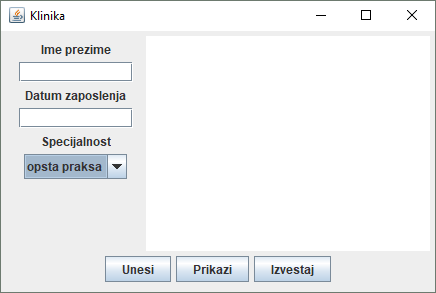 Klinika
Ime prezime
Datum zaposlenja
Specijalnost
opsta praksa
Unesi Prikazi Izvestaj